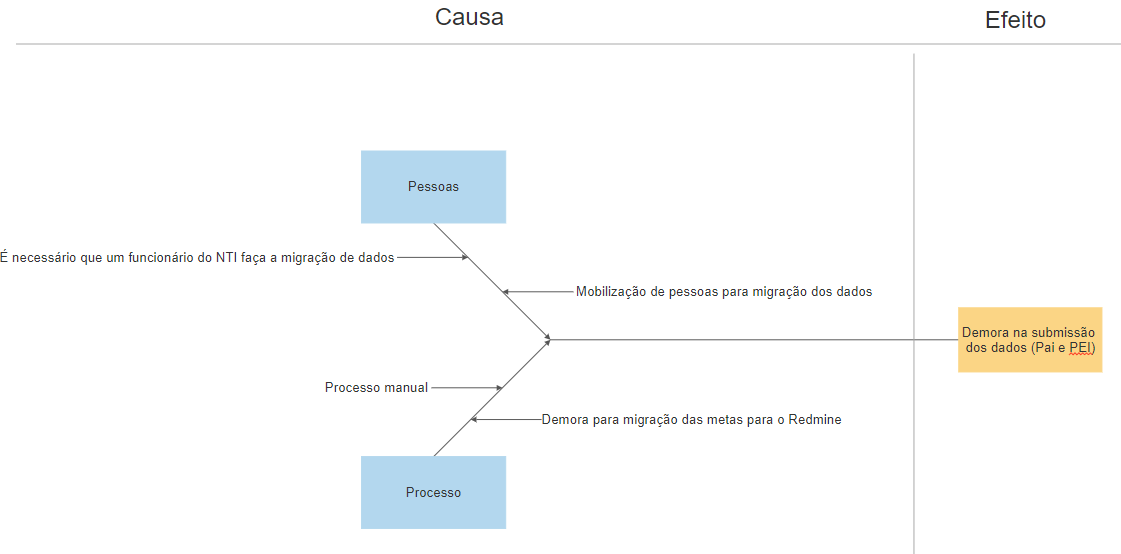 Causa
Efeito
Pessoas
É necessário que um funcionário do NTI faça a migração de dados
Mobilização de pessoas para migração dos dados
Demora na submissão
dos dados (Pai e PEI)
Processo manual
Demora para migração das metas para o Redmine
Processo